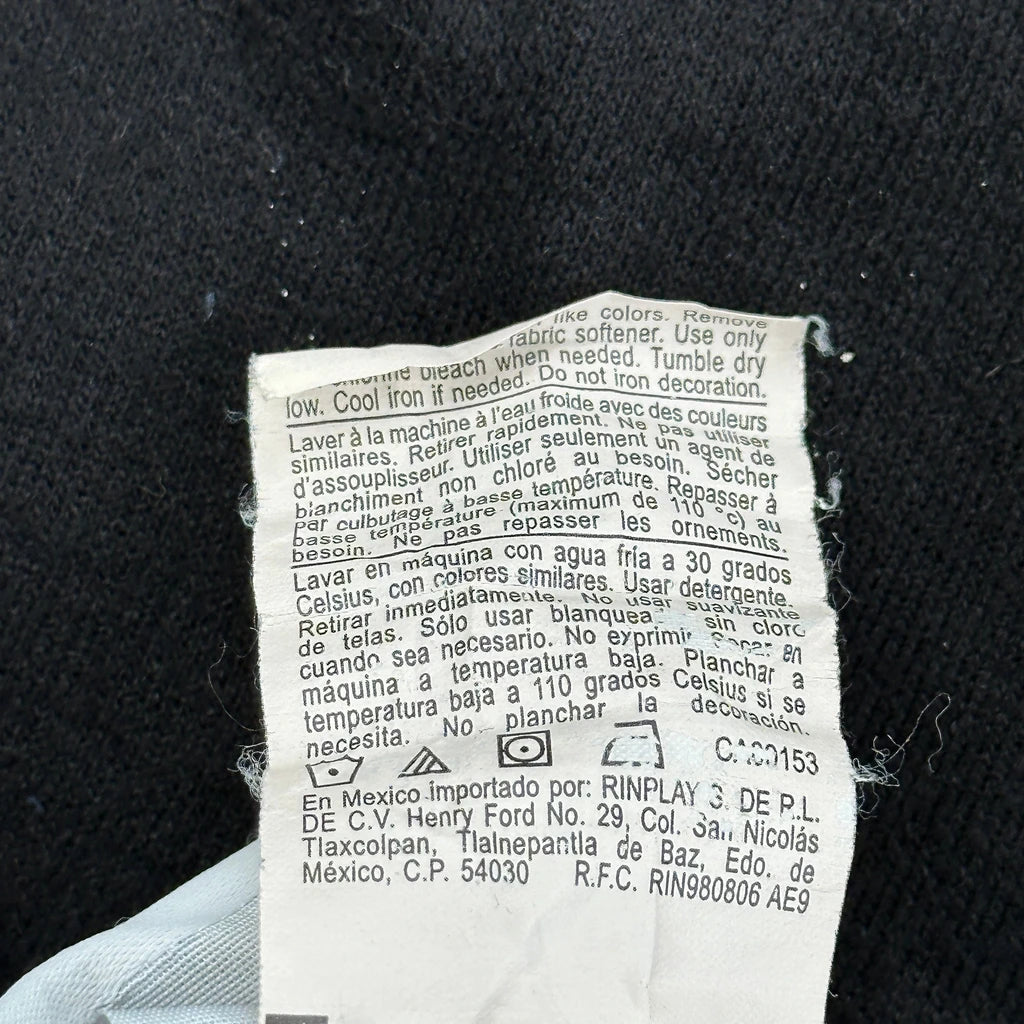 like colors. Remove
fabric softener. Use only
bleach when needed. Tumble dry
low. Cool iron if needed. Do not iron decoration.
Laver à la machine à l'eau froide avec des couleurs
similaires. Retirer rapidement. Ne pas utiliser
d'assouplisseur. Utiliser seulement un agent de
blanchiment non chloré au besoin. Sécher
par culbutage à basse température. Repasser à
basse température (maximum de 110 °c) au
besoin. Ne pas repasser les ornements.
Lavar en máquina con agua fría a 30 grados
Celsius, con colores similares. Usar detergente.
Retirar inmediatamente. No usar suavizante
de telas. Sólo usar blanquea sin cloro
cuando sea necesario. No exprimir Secar en
máquina a temperatura baja. Planchar a
temperatura baja a 110 grados Celsius si se
necesita. No planchar la decoración.
En Mexico importado por: RINPLAY S. DE R.L.
DE C.V. Henry Ford No. 29, Col. San Nicolás
Tlaxcolpan, Tlalnepantla de Baz, Edo. de
México, C.P. 54030 R.F.C. RIN980806 AE9